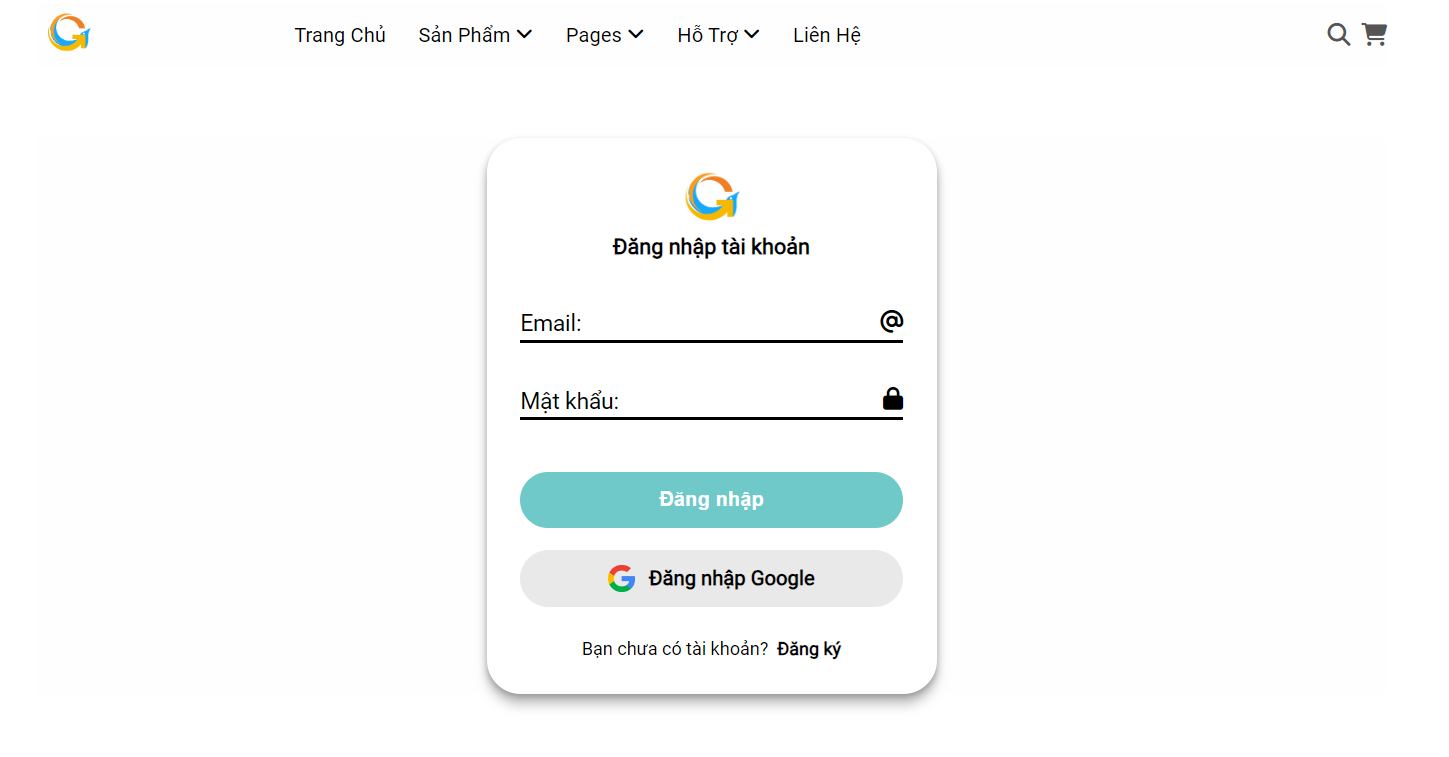 Trang Chủ Sản Phẩm Pages Hỗ Trợ Liên Hệ
Đăng nhập tài khoản
Email:
Mật khẩu:
Đăng nhập
Đăng nhập Google
Bạn chưa có tài khoản? Đăng ký